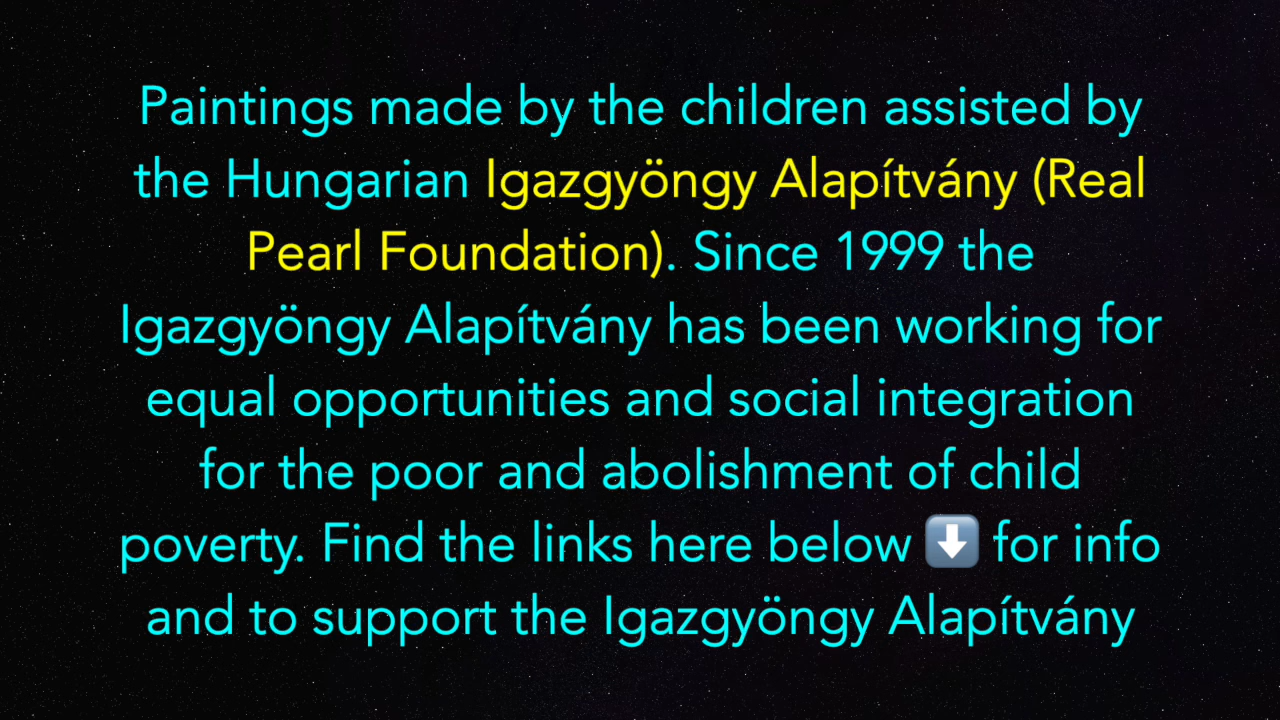 Paintings made by the children assisted by
the Hungarian Igazgyöngy Alapítvány (Real
Pearl Foundation). Since 1999 the
Igazgyöngy Alapítvány has been working for
equal opportunities and social integration
for the poor and abolishment of child
poverty. Find the links here below ⬇️ for info
and to support the Igazgyöngy Alapítvány